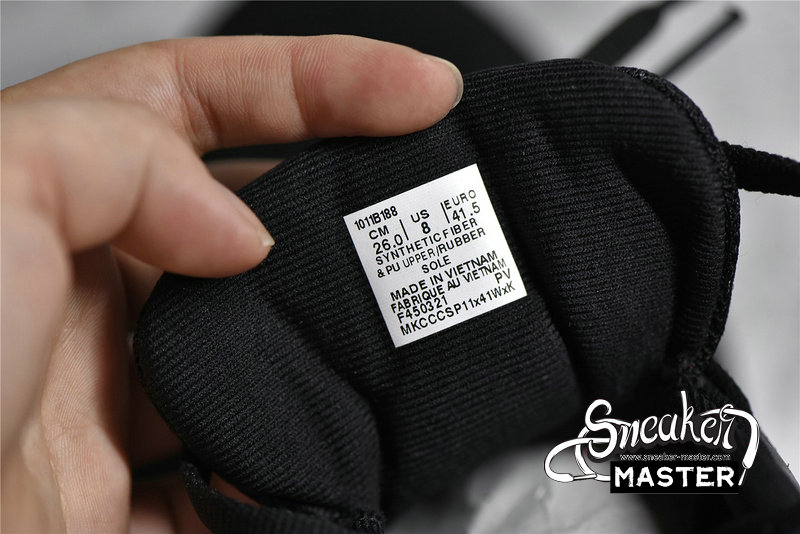 1011B188
CM | US | EURO
26.0 | 8 | 41.5
SYNTHETIC FIBER
& PU UPPER/RUBBER
SOLE
MADE IN VIETNAM
FABRIQUE AU VIETNAM
F450321 PV
MKCCCSP11x41WxK
Sneaker
www.sneaker-master.com
MASTER